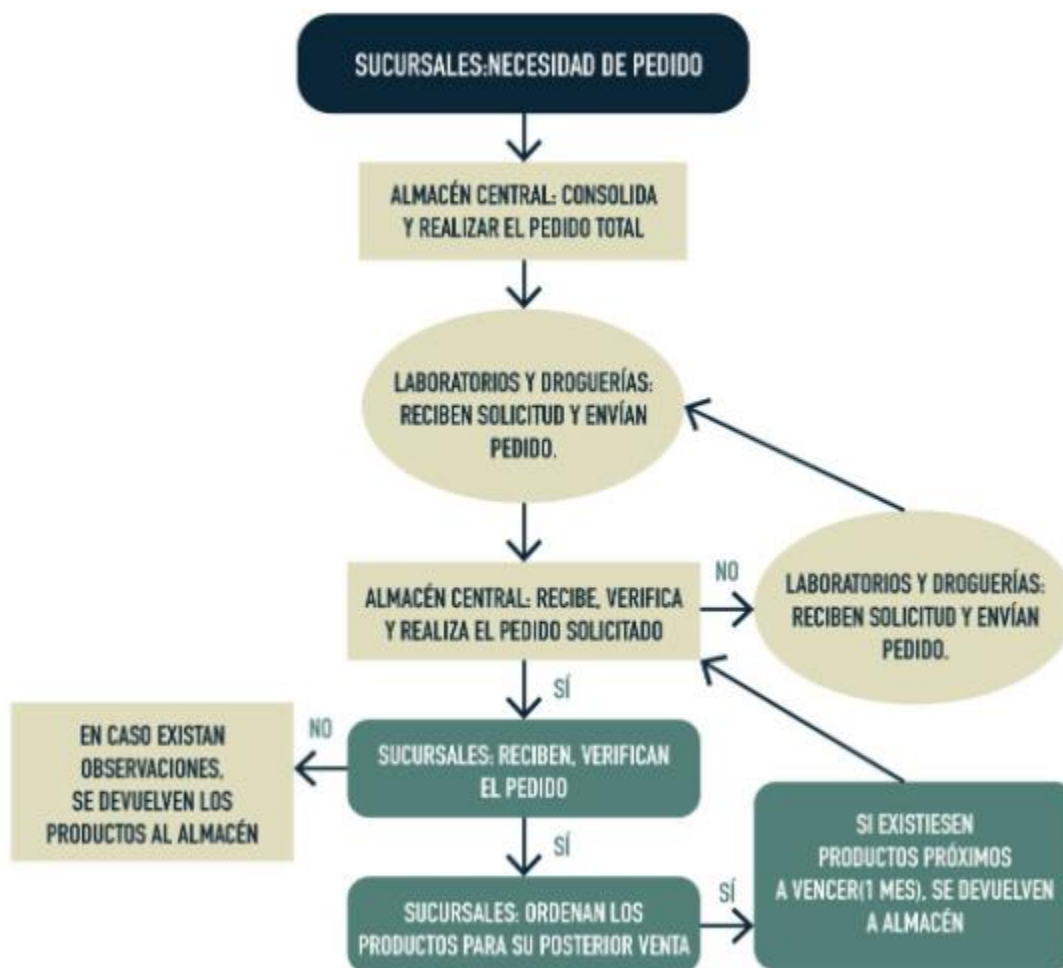 SUCURSALES:NECESIDAD DE PEDIDO
ALMACÉN CENTRAL: CONSOLIDA
Y REALIZAR EL PEDIDO TOTAL
LABORATORIOS Y DROGUERÍAS:
RECIBEN SOLICITUD Y ENVÍAN
PEDIDO.
ALMACÉN CENTRAL: RECIBE, VERIFICA
Y REALIZA EL PEDIDO SOLICITADO
NO
LABORATORIOS Y DROGUERÍAS:
RECIBEN SOLICITUD Y ENVÍAN
PEDIDO.
SÍ
SUCURSALES: RECIBEN, VERIFICAN
EL PEDIDO
NO
EN CASO EXISTAN
OBSERVACIONES,
SE DEVUELVEN LOS
PRODUCTOS AL ALMACÉN
SÍ
SUCURSALES: ORDENAN LOS
PRODUCTOS PARA SU POSTERIOR VENTA
SÍ
SI EXISTIESEN
PRODUCTOS PRÓXIMOS
A VENCER(1 MES), SE DEVUELVEN
A ALMACÉN